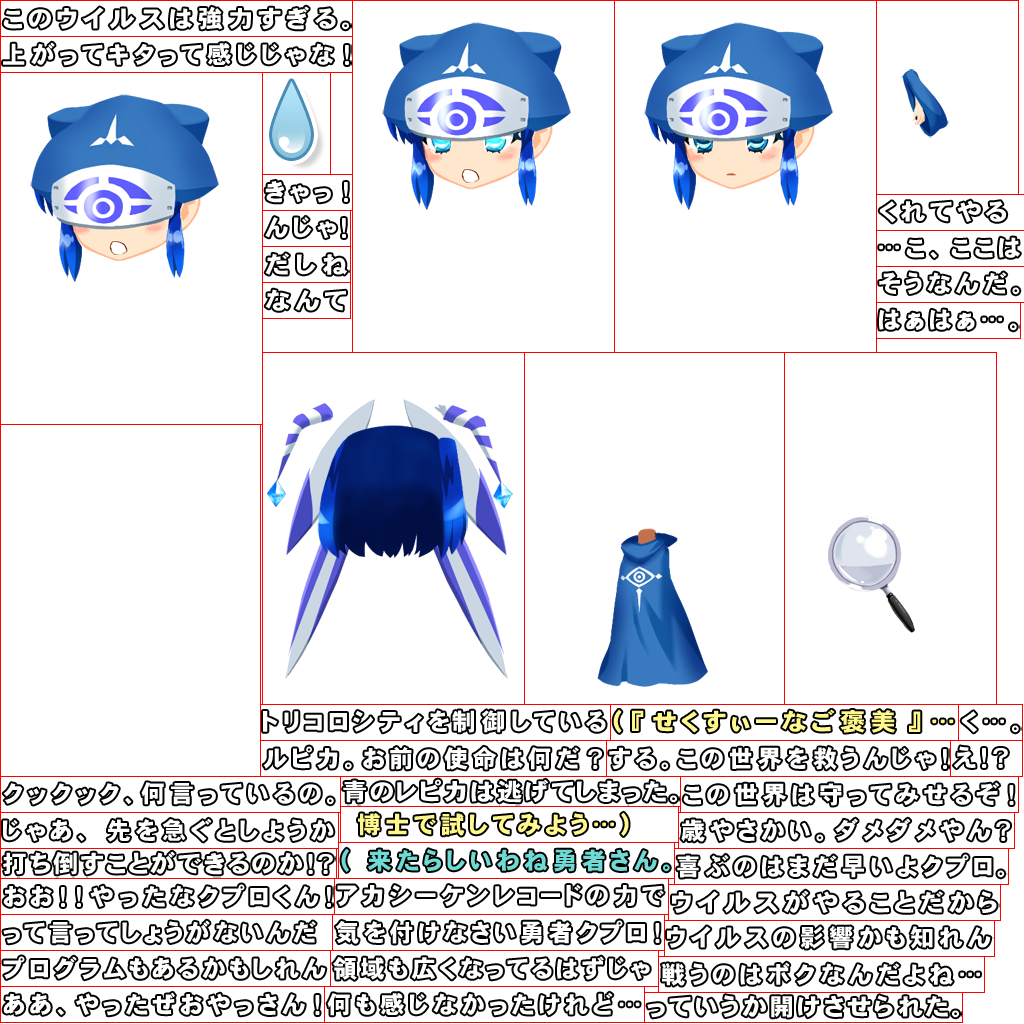 このウイルスは強力すぎる。
上がってキタって感じじゃな！
きゃっ！
んじゃ！
だしね
なんて
くれてやる
…こ、ここは
そうなんだ。
はぁはぁ…。
トリコロシティを制御している
（『せくすぃーなご褒美』…
く…。
ルピカ。お前の使命は何だ？
する。この世界を救うんじゃ！
え！？
クックック、何言っているの。
青のレピカは逃げてしまった。
この世界は守ってみせるぞ！
じゃあ、先を急ぐとしようか
博士で試してみよう…）
歳やさかい。ダメダメやん？
打ち倒すことができるのか！？
（来たらしいわね勇者さん。
喜ぶのはまだ早いよクプロ。
おお！！やったなクプロくん！
アカシーケンレコードの力で
ウイルスがやることだから
って言ってしょうがないんだ
気を付けなさい勇者クプロ！
ウイルスの影響かも知れん
プログラムもあるかもしれん
領域も広くなってるはずじゃ
戦うのはボクなんだよね…
ああ、やったぜおやっさん！
何も感じなかったけれど…
っていうか開けさせられた。